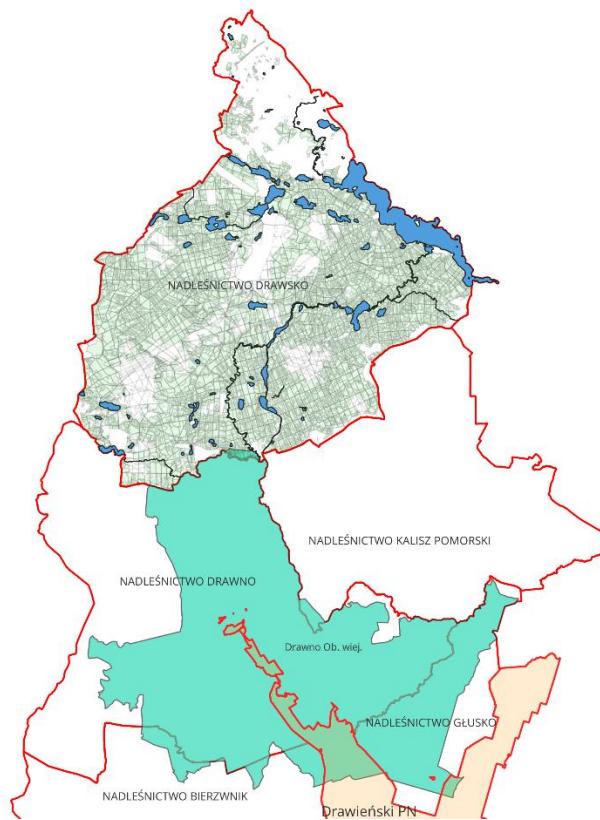 NADLEŚNICTWO DRAWSKO
NADLEŚNICTWO KALISZ POMORSKI
NADLEŚNICTWO DRAWNO
Drawno Ob. wiej.
NADLEŚNICTWO GŁUSKO
NADLEŚNICTWO BIERZWNIK
Drawieński PN